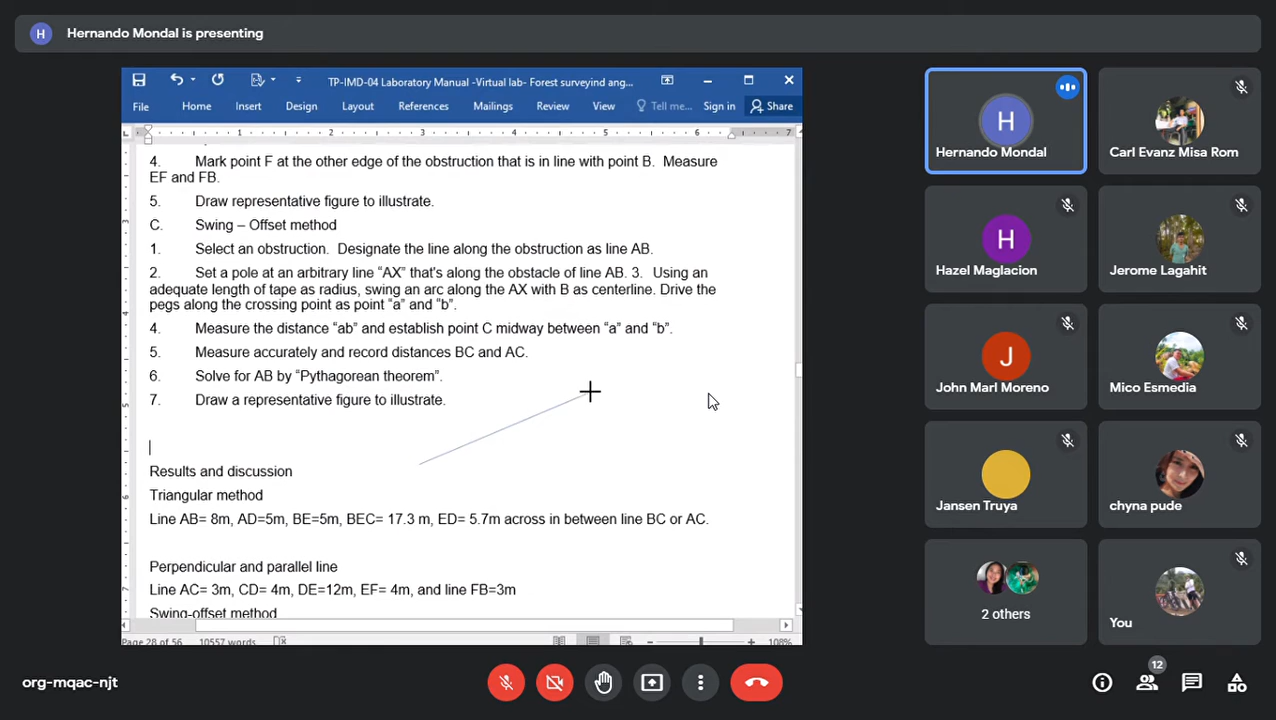 H Hernando Mondal is presenting
TP-IMD-04 Laboratory Manual -Virtual lab- Forest surveyind ang...
File Home Insert Design Layout References Mailings Review View Tell me... Sign in Share
1 2 3 4 5 6 7
4. Mark point F at the other edge of the obstruction that is in line with point B. Measure
EF and FB.
5. Draw representative figure to illustrate.
C. Swing – Offset method
1. Select an obstruction. Designate the line along the obstruction as line AB.
2. Set a pole at an arbitrary line “AX” that’s along the obstacle of line AB. 3. Using an
adequate length of tape as radius, swing an arc along the AX with B as centerline. Drive the
pegs along the crossing point as point “a” and “b”.
4. Measure the distance “ab” and establish point C midway between “a” and “b”.
5. Measure accurately and record distances BC and AC.
6. Solve for AB by “Pythagorean theorem”.
7. Draw a representative figure to illustrate.
Results and discussion
Triangular method
Line AB= 8m, AD=5m, BE=5m, BEC= 17.3 m, ED= 5.7m across in between line BC or AC.
Perpendicular and parallel line
Line AC= 3m, CD= 4m, DE=12m, EF= 4m, and line FB=3m
Swing-offset method
Page 28 of 56 10557 words 108%
H
Hernando Mondal
Carl Evanz Misa Rom
H
Hazel Maglacion
Jerome Lagahit
J
John Marl Moreno
Mico Esmedia
Jansen Truya
chyna pude
2 others
You
org-mqac-njt
12